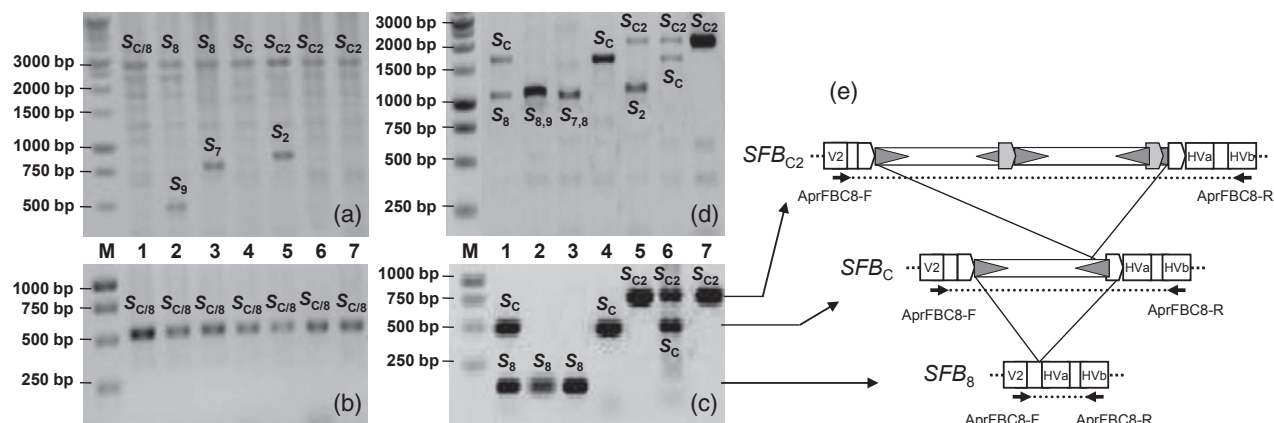 3000 bp
2000 bp
1500 bp
1000 bp
750 bp
500 bp
SC/8 S8 S8 SC SC2 SC2 SC2
S7 S2
S9
(a)
3000 bp
2000 bp
1500 bp
1000 bp
750 bp
500 bp
250 bp
SC2 SC2 SC2
SC SC
SC
S8 S8,9 S7,8 S2
(d)
(e)
M 1 2 3 4 5 6 7
1000 bp
750 bp
500 bp
250 bp
SC/8 SC/8 SC/8 SC/8 SC/8 SC/8 SC/8
(b)
M 1 2 3 4 5 6 7
1000 bp
750 bp
500 bp
250 bp
SC2 SC2 SC2
SC SC
SC
S8 S8 S8
(c)
SFBC2 V2 HVa HVb
AprFBC8-F AprFBC8-R
SFBC V2 HVa HVb
AprFBC8-F AprFBC8-R
SFB8 V2 HVa HVb
AprFBC8-F AprFBC8-R